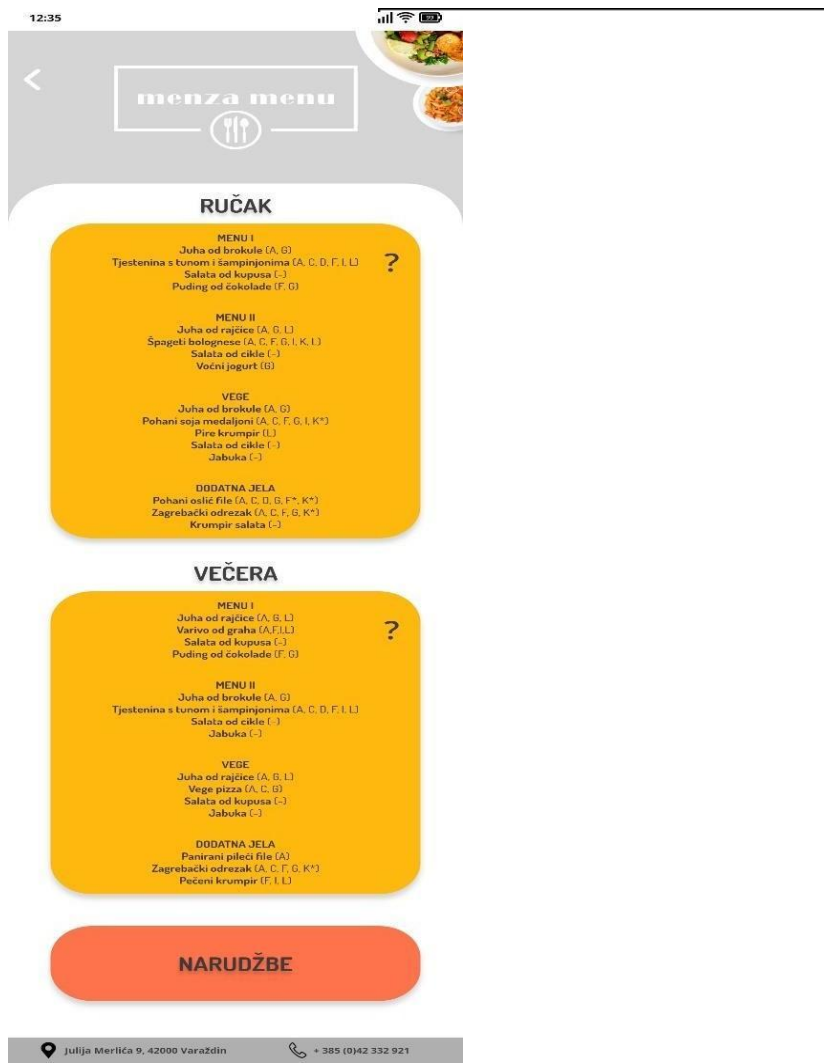 12:35
99
menza menu
RUČAK
?
MENU I
Juha od brokule (A, G)
Tjestenina s tunom i šampinjonima (A, C, D, F, I, L)
Salata od kupusa (-)
Puding od čokolade (F, G)
MENU II
Juha od rajčice (A, G, L)
Špageti bolognese (A, C, F, G, I, K, L)
Salata od cikle (-)
Voćni jogurt (G)
VEGE
Juha od brokule (A, G)
Pohani soja medaljoni (A, C, F, G, I, K*)
Pire krumpir (L)
Salata od cikle (-)
Jabuka (-)
DODATNA JELA
Pohani oslić file (A, C, D, G, F*, K*)
Zagrebački odrezak (A, C, F, G, K*)
Krumpir salata (-)
VEČERA
?
MENU I
Juha od rajčice (A, G, L)
Varivo od graha (A,F,I,L)
Salata od kupusa (-)
Puding od čokolade (F, G)
MENU II
Juha od brokule (A, G)
Tjestenina s tunom i šampinjonima (A, C, D, F, I, L)
Salata od cikle (-)
Jabuka (-)
VEGE
Juha od rajčice (A, G, L)
Vege pizza (A, C, G)
Salata od kupusa (-)
Jabuka (-)
DODATNA JELA
Panirani pileći file (A)
Zagrebački odrezak (A, C, F, G, K*)
Pečeni krumpir (F, I, L)
NARUDŽBE
Julija Merlića 9, 42000 Varaždin + 385 (0)42 332 921